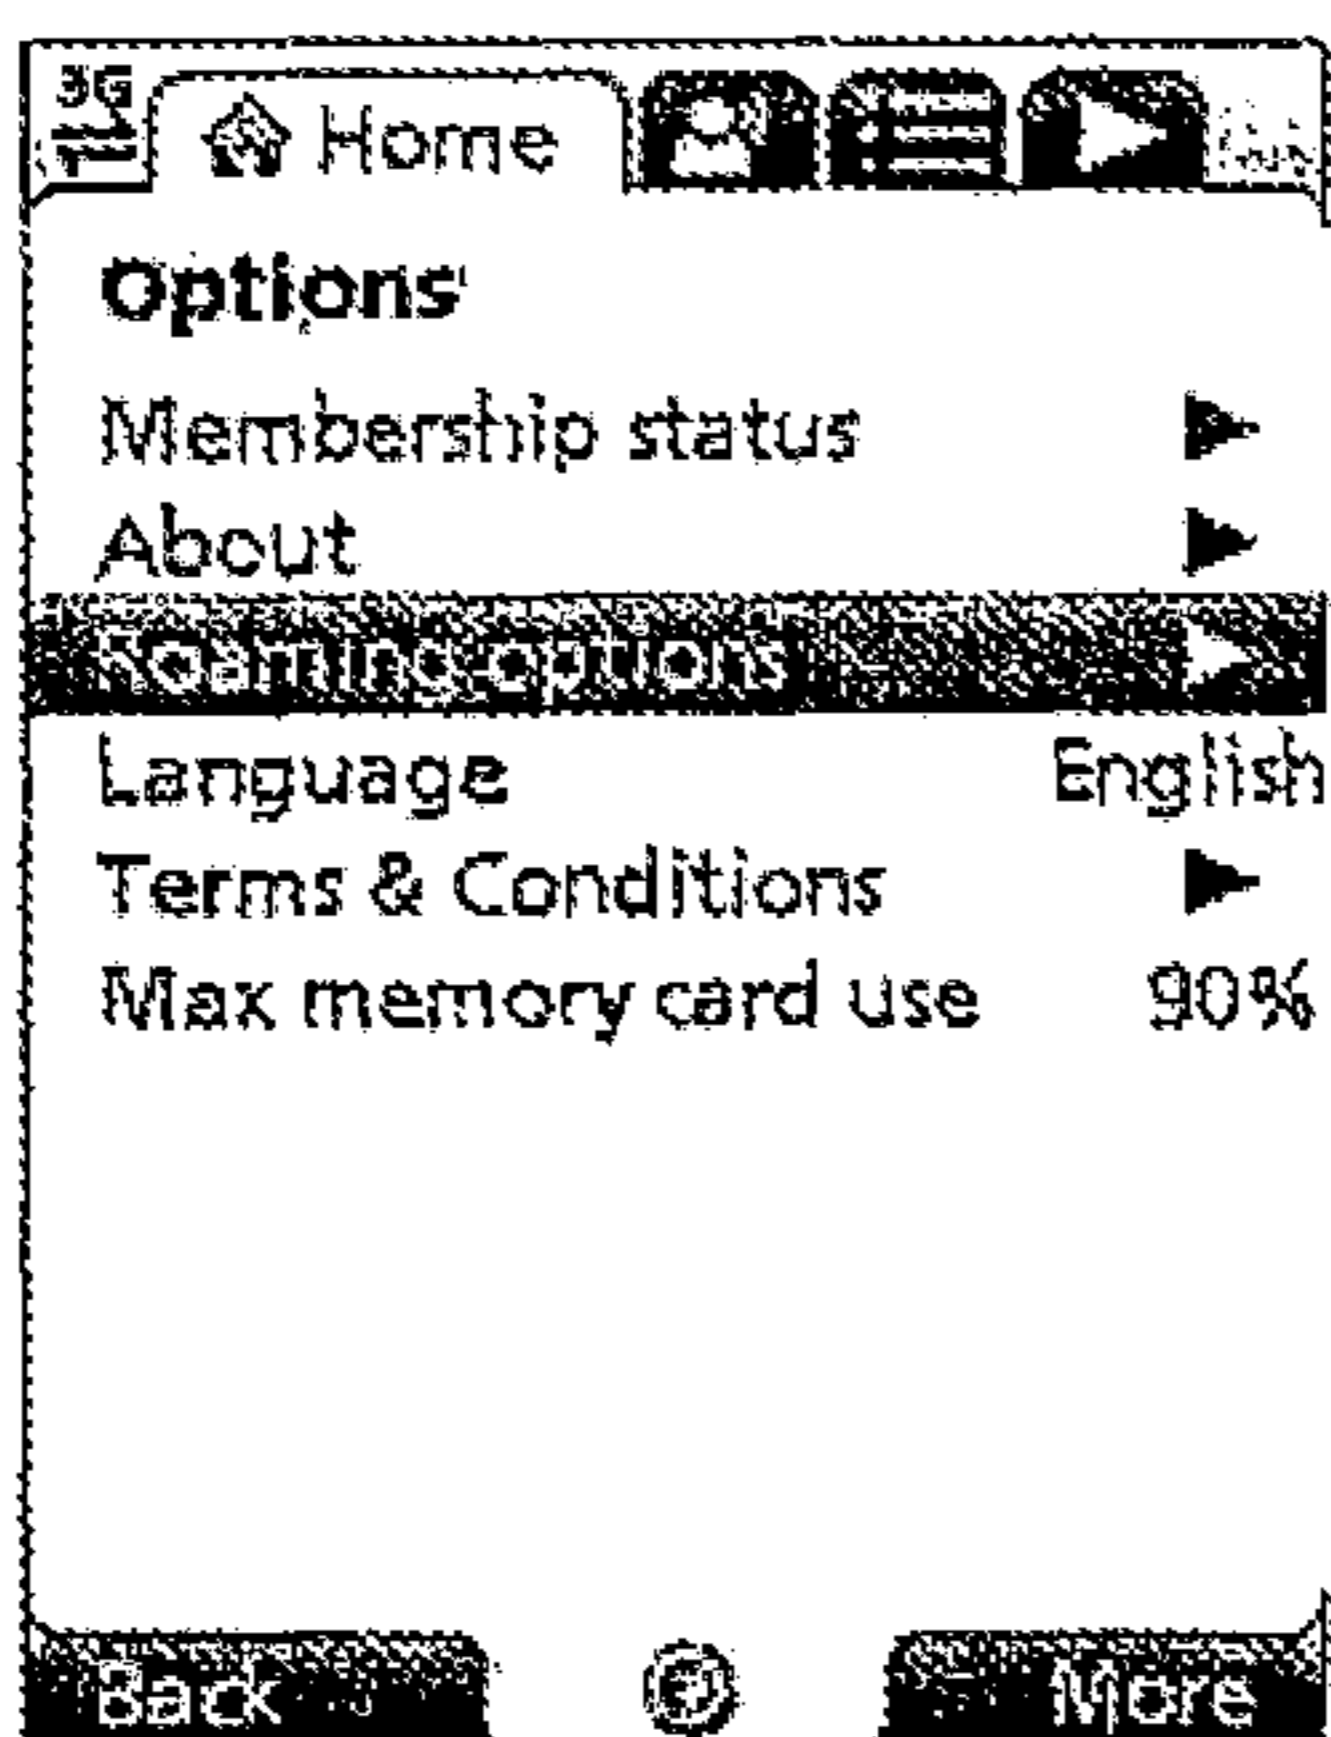 3G
Home
Options
Membership status
About
Roaming options
Language English
Terms & Conditions
Max memory card use 90%
Back More